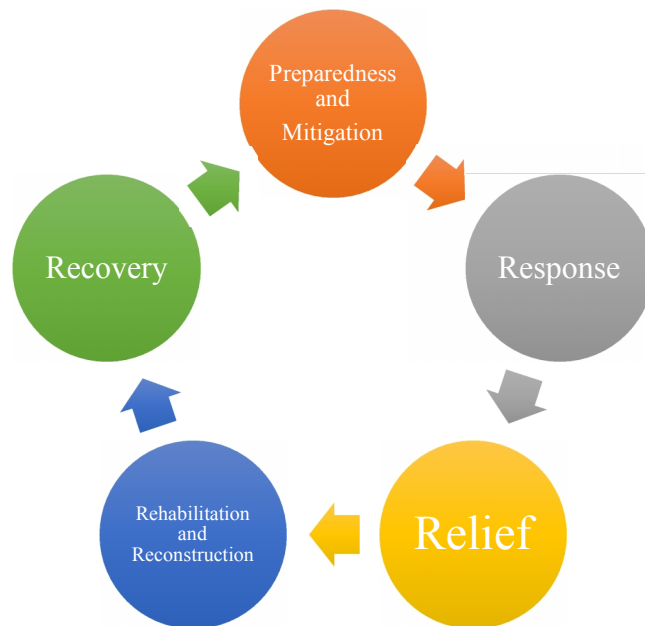 Preparedness
and
Mitigation
Response
Relief
Rehabilitation
and
Reconstruction
Recovery